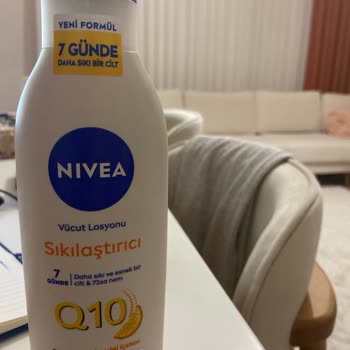 YENİ FORMÜL
7 GÜNDE
DAHA SIKI BİR CİLT
NIVEA
Vücut Losyonu
Sıkılaştırıcı
7 GÜNDE
Daha sıkı ve esnek bir
cilt & 72sa nem
Q10